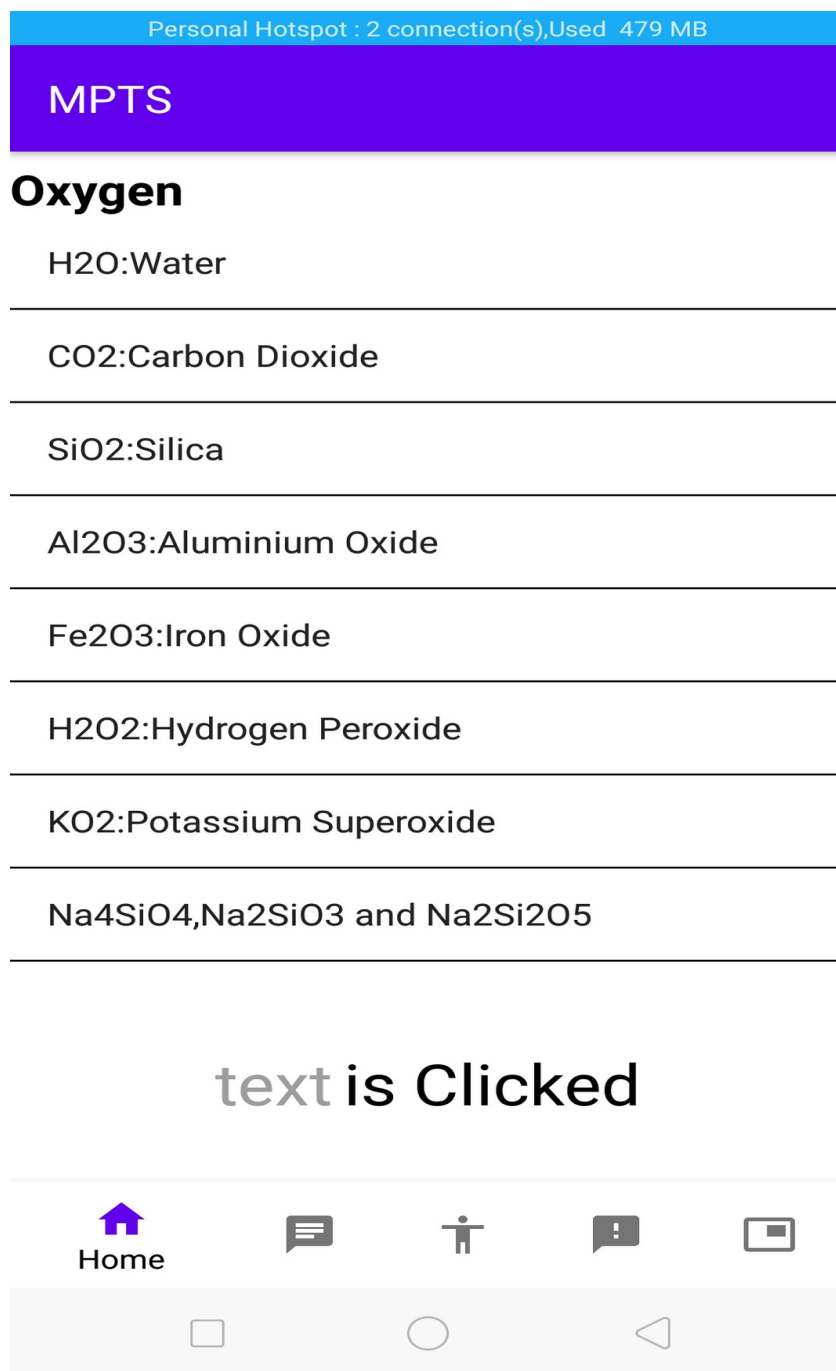 Personal Hotspot : 2 connection(s),Used 479 MB
MPTS
Oxygen
H2O:Water
CO2:Carbon Dioxide
SiO2:Silica
Al2O3:Aluminium Oxide
Fe2O3:Iron Oxide
H2O2:Hydrogen Peroxide
KO2:Potassium Superoxide
Na4SiO4,Na2SiO3 and Na2Si2O5
text is Clicked
Home